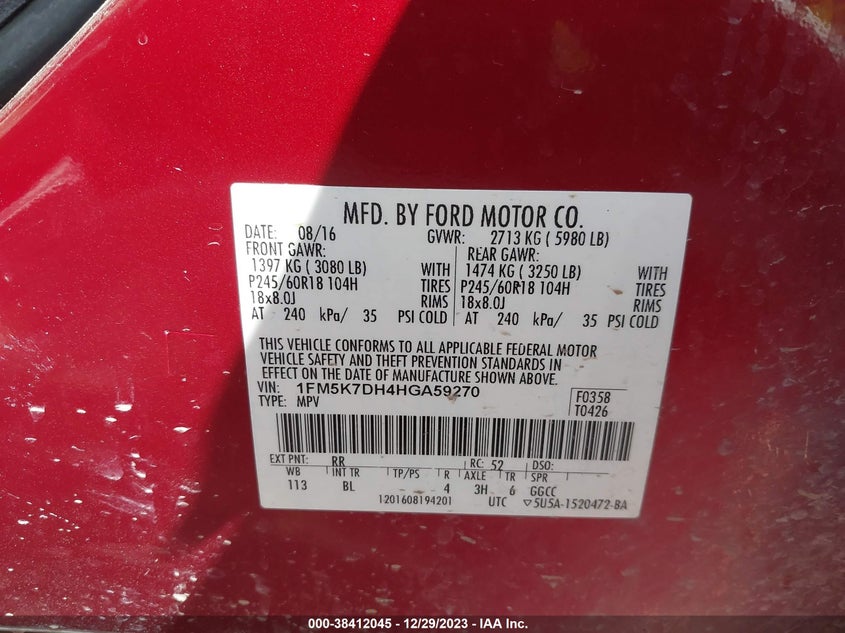 MFD. BY FORD MOTOR CO.
DATE: 08/16 GVWR: 2713 KG ( 5980 LB)
FRONT GAWR: REAR GAWR:
1397 KG ( 3080 LB) WITH 1474 KG ( 3250 LB) WITH
P245/60R18 104H TIRES P245/60R18 104H TIRES
18x8.0J RIMS 18x8.0J RIMS
AT 240 kPa/ 35 PSI COLD AT 240 kPa/ 35 PSI COLD
THIS VEHICLE CONFORMS TO ALL APPLICABLE FEDERAL MOTOR
VEHICLE SAFETY AND THEFT PREVENTION STANDARDS IN
EFFECT ON THE DATE OF MANUFACTURE SHOWN ABOVE.
VIN: 1FM5K7DH4HGA59270 F0358
TYPE: MPV T0426
EXT PNT: RR RC: 52 DSO:
WB INT TR TP/PS R AXLE TR SPR
113 BL 4 3H 6 GGCC
1201608194201 UTC ▽5U5A-1520472-BA
000-38412045 - 12/29/2023 - IAA Inc.